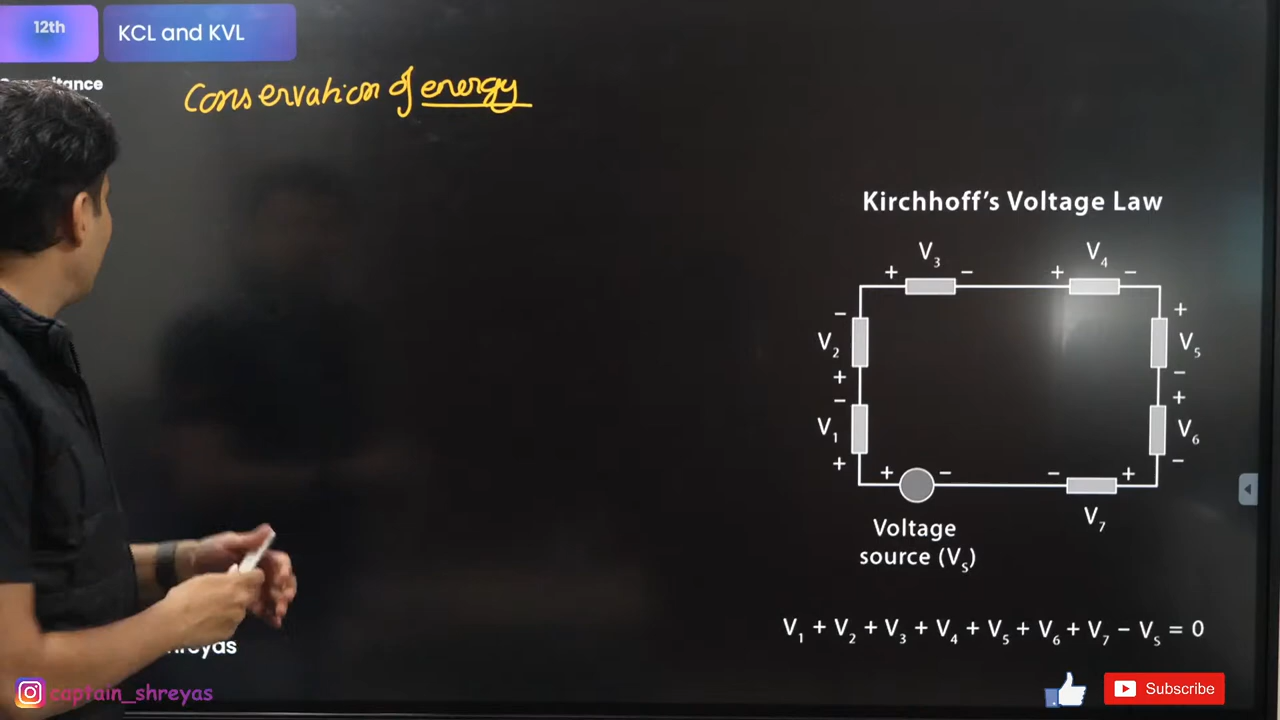 12th
KCL and KVL
Conservation of energy
Kirchhoff's Voltage Law
V3
V4
+ − + −
− +
V2 V5
+ −
− +
V1 V6
+ −
+ − − +
V7
Voltage
source (Vs)
V1 + V2 + V3 + V4 + V5 + V6 + V7 − Vs = 0
captain_shreyas
Subscribe